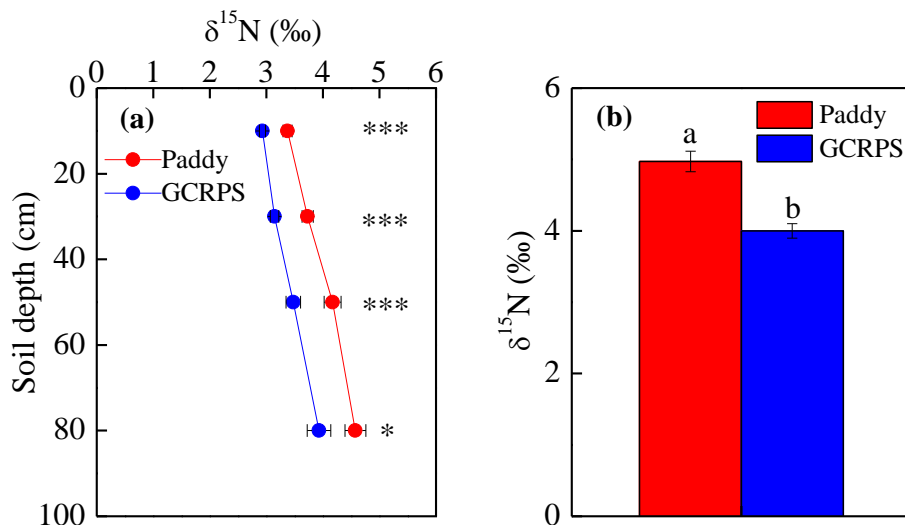 δ¹⁵N (‰)
0 1 2 3 4 5 6
0
20
40
60
80
100
Soil depth (cm)
(a)
Paddy
GCRPS
***
***
***
*
6
4
2
0
δ¹⁵N (‰)
(b)
Paddy
GCRPS
a
b